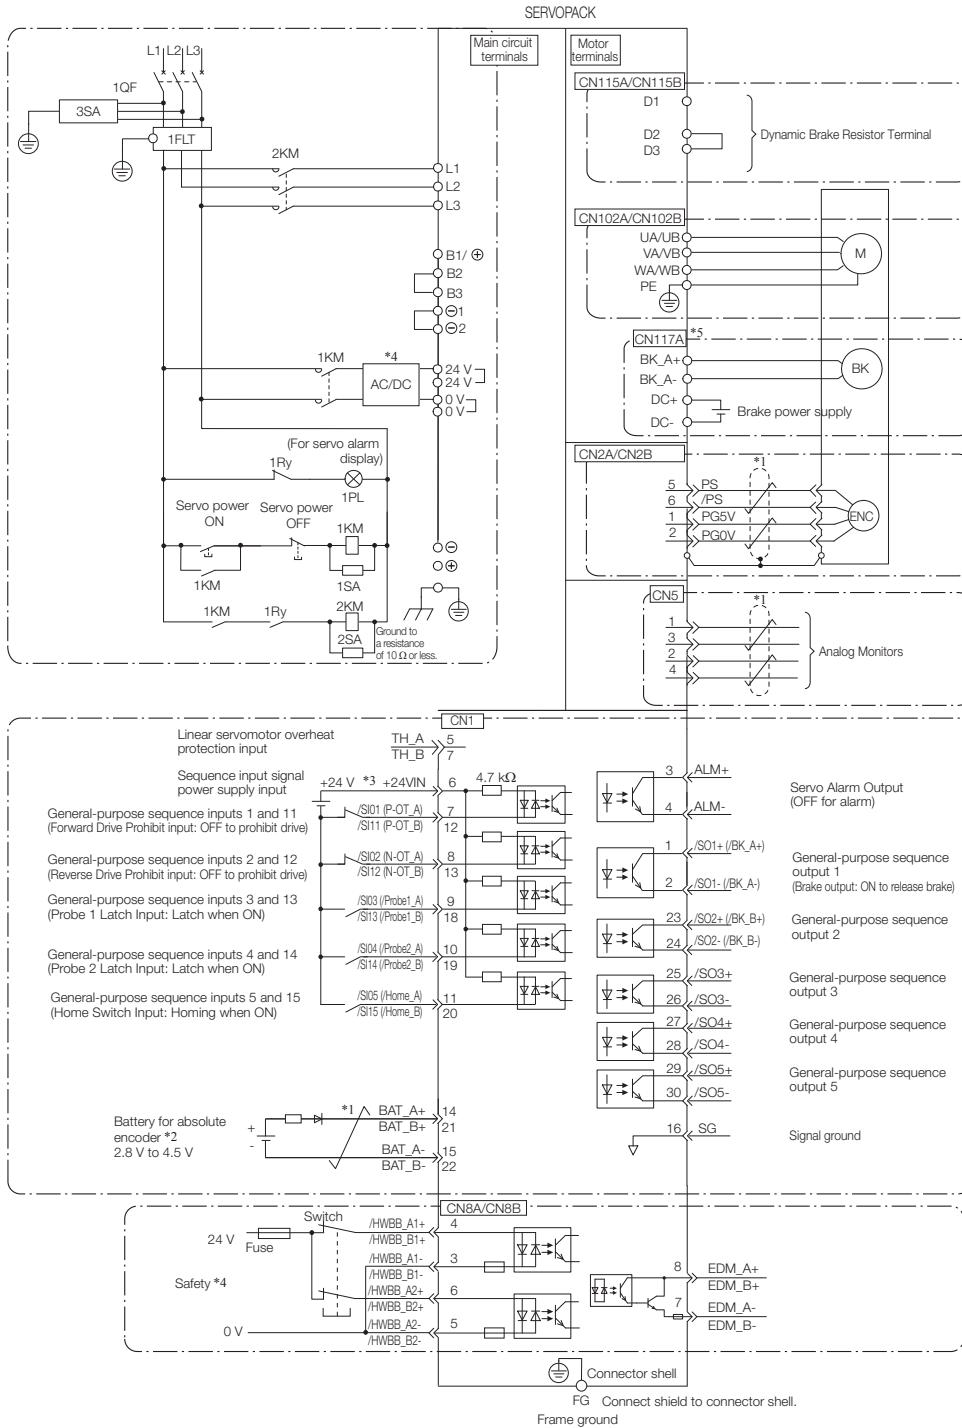 SERVOPACK
Main circuit
terminals
Motor
terminals
L1 L2 L3
1QF
3SA
1FLT
2KM
L1
L2
L3
B1/ ⊕
B2
B3
⊖1
⊖2
1KM
*4
AC/DC
24 V
24 V
0 V
0 V
(For servo alarm
display)
1Ry
1PL
Servo power
ON
Servo power
OFF
1KM
1KM
1SA
⊖
⊕
1KM
1Ry
2KM
2SA
Ground to
a resistance
of 10 Ω or less.
CN115A/CN115B
D1
D2
D3
Dynamic Brake Resistor Terminal
CN102A/CN102B
UA/UB
VA/VB
WA/WB
PE
M
CN117A
*5
BK_A+
BK_A-
BK
DC+
DC-
Brake power supply
CN2A/CN2B
*1
5 PS
6 /PS
1 PG5V
2 PG0V
ENC
CN5
*1
1
3
2
4
Analog Monitors
CN1
Linear servomotor overheat
protection input
TH_A 5
TH_B 7
Sequence input signal
power supply input
+24 V *3 +24VIN 6
4.7 kΩ
General-purpose sequence inputs 1 and 11
(Forward Drive Prohibit input: OFF to prohibit drive)
/SI01 (P-OT_A) 7
/SI11 (P-OT_B) 12
General-purpose sequence inputs 2 and 12
(Reverse Drive Prohibit input: OFF to prohibit drive)
/SI02 (N-OT_A) 8
/SI12 (N-OT_B) 13
General-purpose sequence inputs 3 and 13
(Probe 1 Latch Input: Latch when ON)
/SI03 (/Probe1_A) 9
/SI13 (/Probe1_B) 18
General-purpose sequence inputs 4 and 14
(Probe 2 Latch Input: Latch when ON)
/SI04 (/Probe2_A) 10
/SI14 (/Probe2_B) 19
General-purpose sequence inputs 5 and 15
(Home Switch Input: Homing when ON)
/SI05 (/Home_A) 11
/SI15 (/Home_B) 20
Battery for absolute
encoder *2
2.8 V to 4.5 V
+
-
*1
BAT_A+ 14
BAT_B+ 21
BAT_A- 15
BAT_B- 22
3 ALM+
4 ALM-
Servo Alarm Output
(OFF for alarm)
1 /SO1+ (/BK_A+)
2 /SO1- (/BK_A-)
General-purpose sequence
output 1
(Brake output: ON to release brake)
23 /SO2+ (/BK_B+)
24 /SO2- (/BK_B-)
General-purpose sequence
output 2
25 /SO3+
26 /SO3-
General-purpose sequence
output 3
27 /SO4+
28 /SO4-
General-purpose sequence
output 4
29 /SO5+
30 /SO5-
General-purpose sequence
output 5
16 SG
Signal ground
CN8A/CN8B
24 V
Fuse
Switch
Safety *4
0 V
/HWBB_A1+ 4
/HWBB_B1+
/HWBB_A1- 3
/HWBB_B1-
/HWBB_A2+ 6
/HWBB_B2+
/HWBB_A2- 5
/HWBB_B2-
8 EDM_A+
EDM_B+
7 EDM_A-
EDM_B-
Connector shell
FG Connect shield to connector shell.
Frame ground